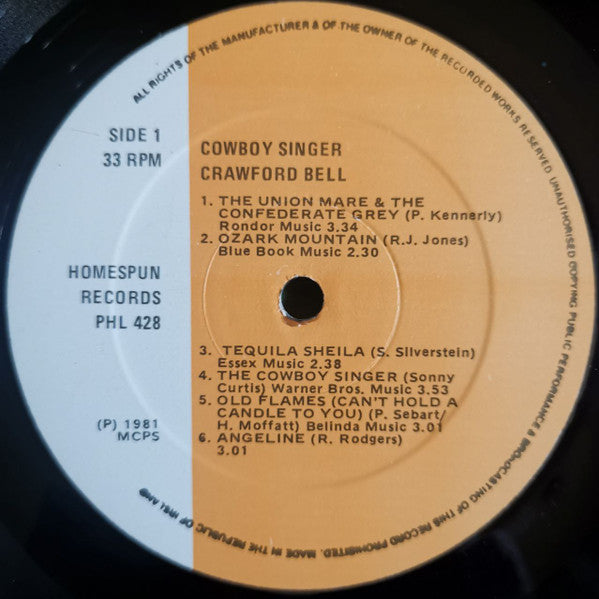 ALL RIGHTS OF THE MANUFACTURER & OF THE OWNER OF THE RECORDED WORKS RESERVED. UNAUTHORISED COPYING PUBLIC PERFORMANCE & BROADCASTING OF THIS RECORD PROHIBITED. MADE IN THE REPUBLIC OF IRELAND
SIDE 1
33 RPM
COWBOY SINGER
CRAWFORD BELL
1. THE UNION MARE & THE
CONFEDERATE GREY (P. Kennerly)
Rondor Music 3.34
2. OZARK MOUNTAIN (R.J. Jones)
Blue Book Music 2.30
HOMESPUN
RECORDS
PHL 428
3. TEQUILA SHEILA (S. Silverstein)
Essex Music 2.38
4. THE COWBOY SINGER (Sonny
Curtis) Warner Bros. Music 3.53
5. OLD FLAMES (CAN'T HOLD A
CANDLE TO YOU) (P. Sebart/
H. Moffatt) Belinda Music 3.01
6. ANGELINE (R. Rodgers)
3.01
(P) 1981
MCPS